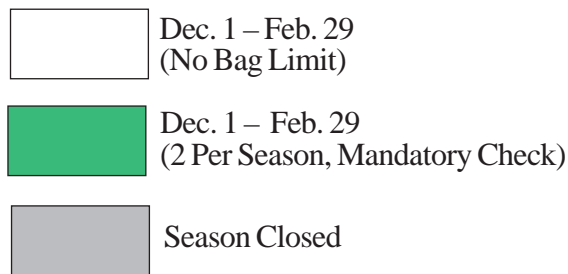 Dec. 1 – Feb. 29
(No Bag Limit)
Dec. 1 – Feb. 29
(2 Per Season, Mandatory Check)
Season Closed